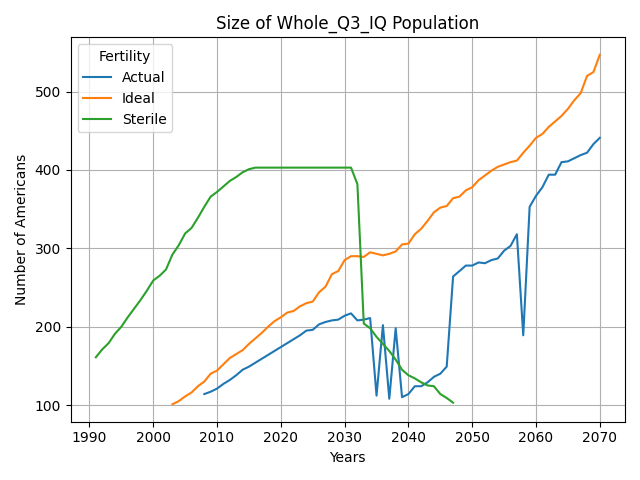 Size of Whole_Q3_IQ Population
Fertility
Actual
Ideal
Sterile
Number of Americans
500
400
300
200
100
1990 2000 2010 2020 2030 2040 2050 2060 2070
Years